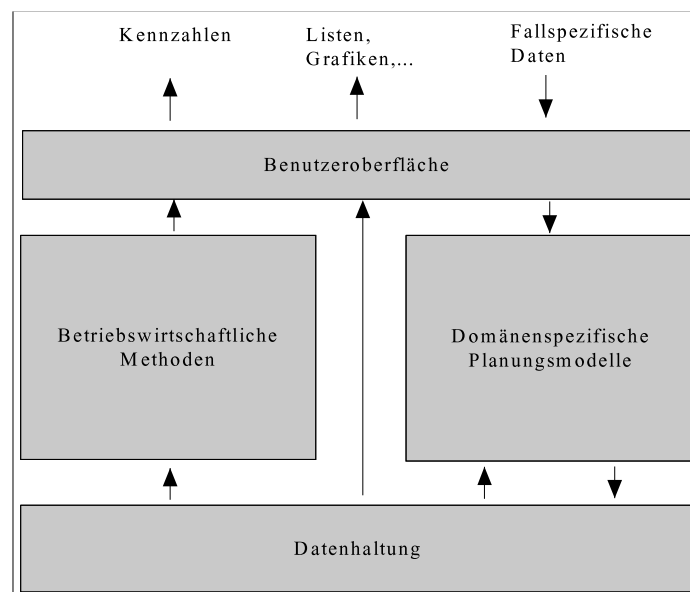 Kennzahlen
Listen,
Grafiken,...
Fallspezifische
Daten
Benutzeroberfläche
Betriebswirtschaftliche
Methoden
Domänenspezifische
Planungsmodelle
Datenhaltung